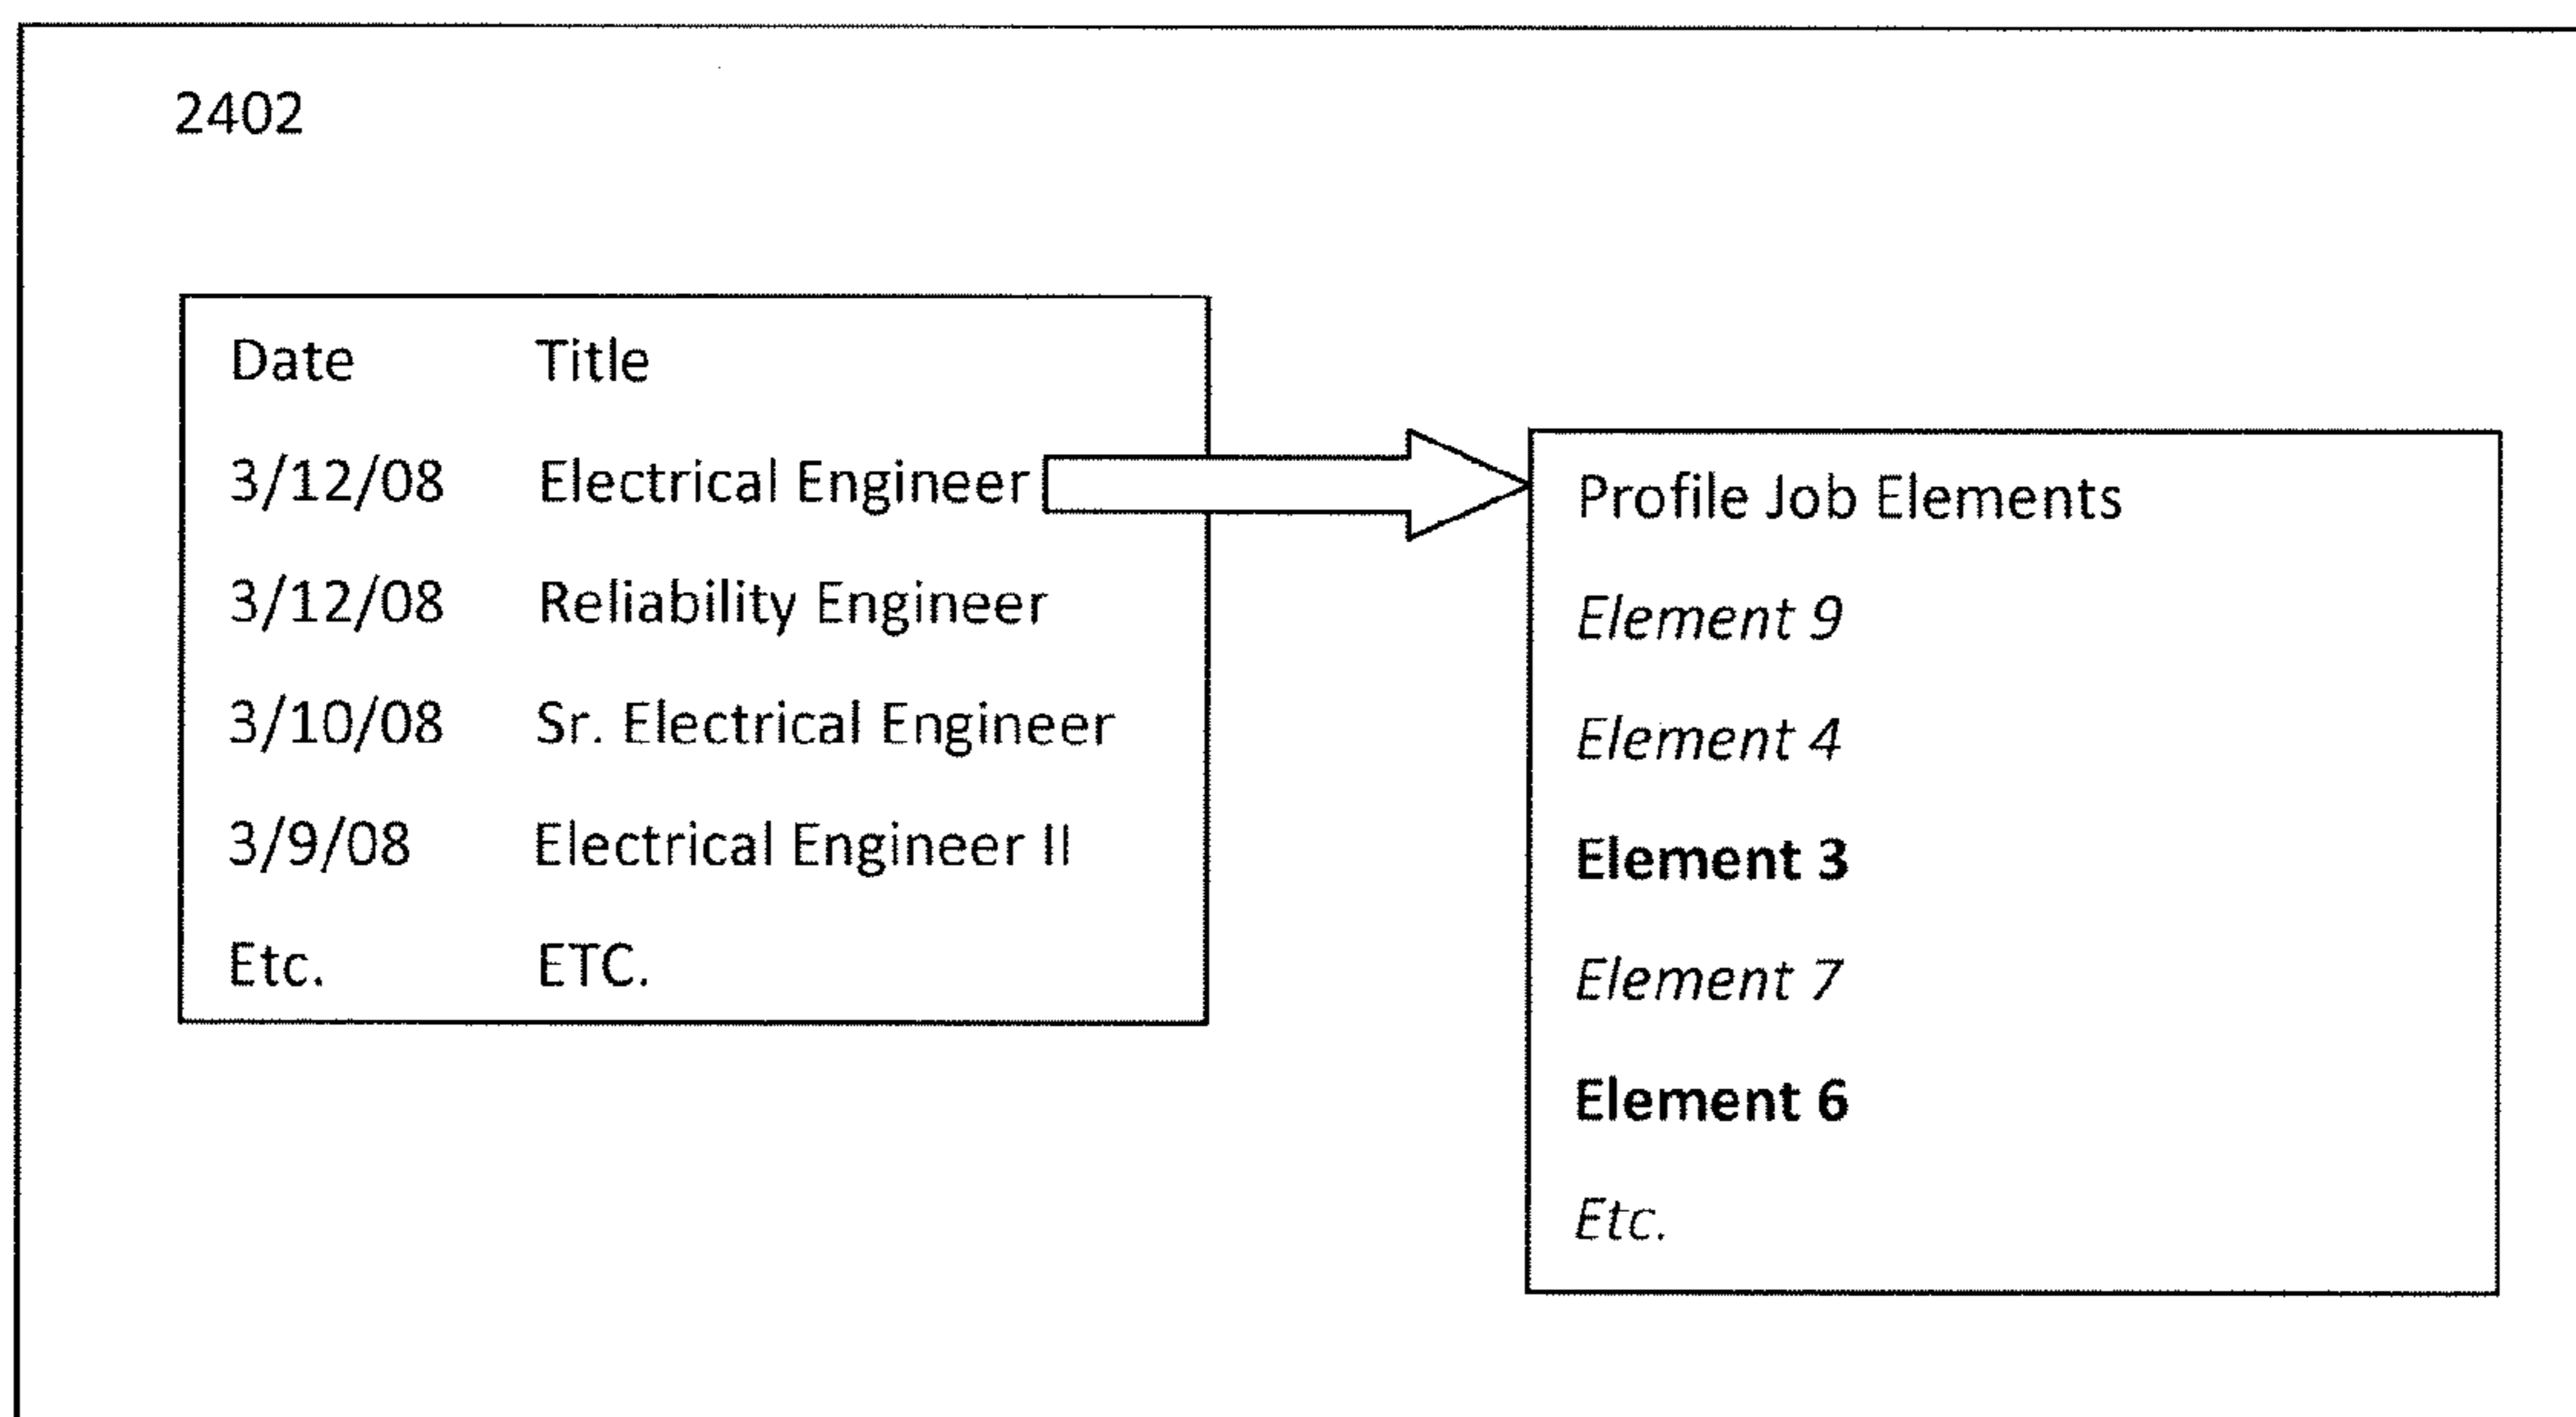 2402
Date Title
3/12/08 Electrical Engineer
3/12/08 Reliability Engineer
3/10/08 Sr. Electrical Engineer
3/9/08 Electrical Engineer II
Etc. ETC.
Profile Job Elements
Element 9
Element 4
Element 3
Element 7
Element 6
Etc.